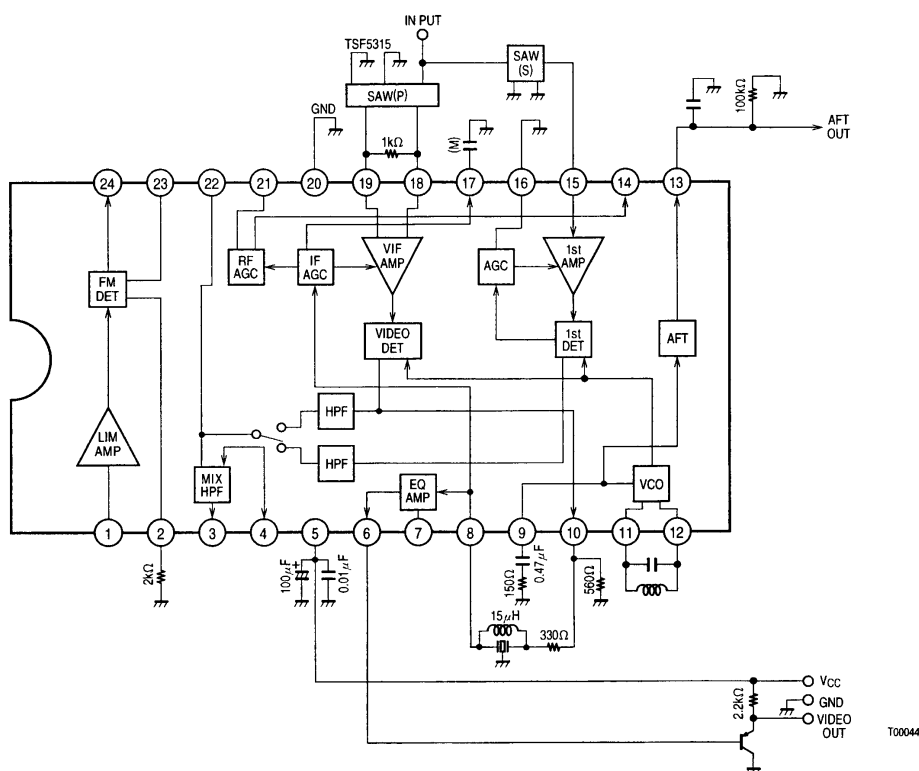 IN PUT
TSF5315
SAW
(S)
SAW(P)
GND
1kΩ
(M)
100kΩ
AFT
OUT
24
23
22
21
20
19
18
17
16
15
14
13
FM
DET
RF
AGC
IF
AGC
VIF
AMP
AGC
1st
AMP
VIDEO
DET
1st
DET
AFT
LIM
AMP
HPF
HPF
MIX
HPF
EQ
AMP
VCO
1
2
3
4
5
6
7
8
9
10
11
12
2kΩ
100μF
+
0.01μF
150Ω
0.47μF
560Ω
15μH
330Ω
VCC
2.2kΩ
GND
VIDEO
OUT
T00044